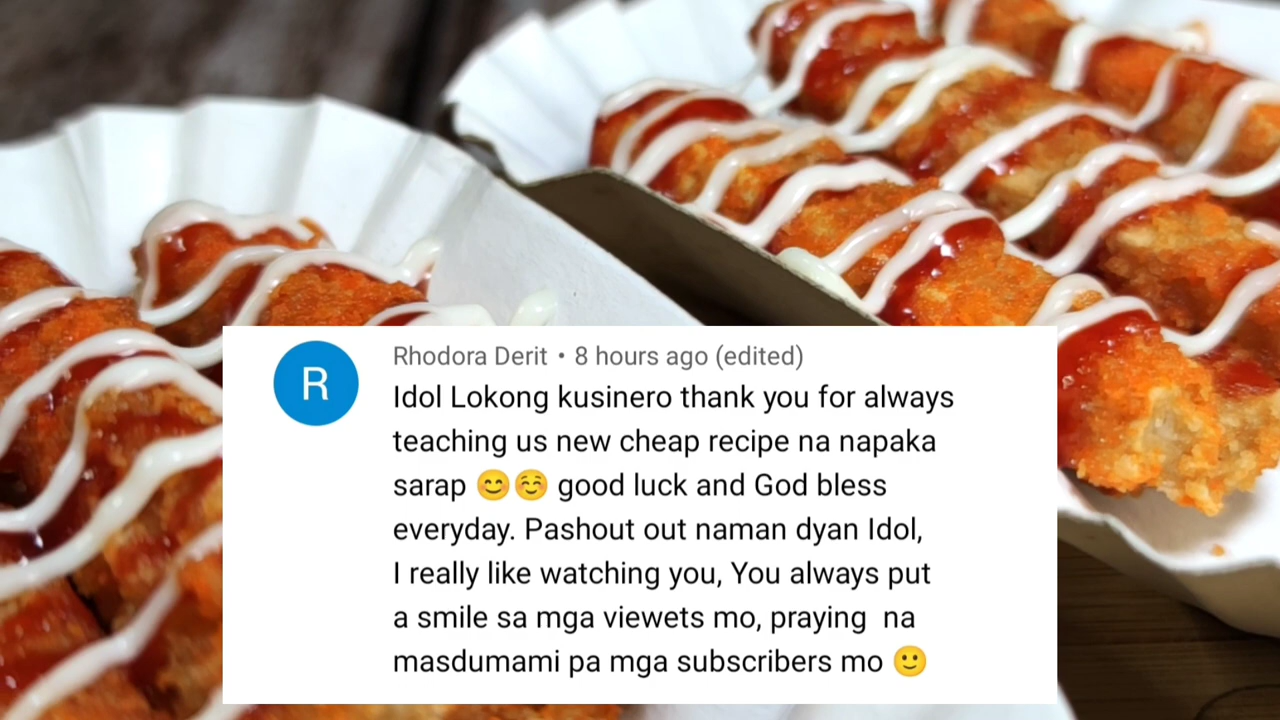 R
Rhodora Derit • 8 hours ago (edited)
Idol Lokong kusinero thank you for always
teaching us new cheap recipe na napaka
sarap 😊☺️ good luck and God bless
everyday. Pashout out naman dyan Idol,
I really like watching you, You always put
a smile sa mga viewets mo, praying  na
masdumami pa mga subscribers mo 🙂